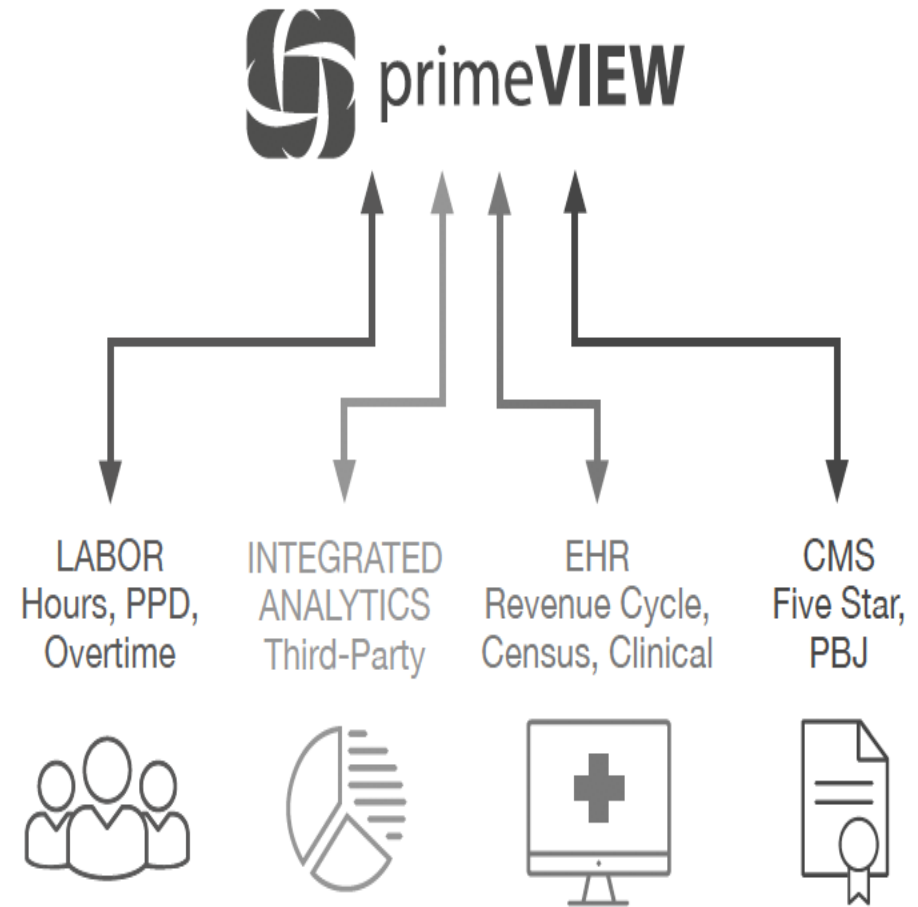 primeVIEW
LABOR
Hours, PPD,
Overtime
INTEGRATED
ANALYTICS
Third-Party
EHR
Revenue Cycle,
Census, Clinical
CMS
Five Star,
PBJ